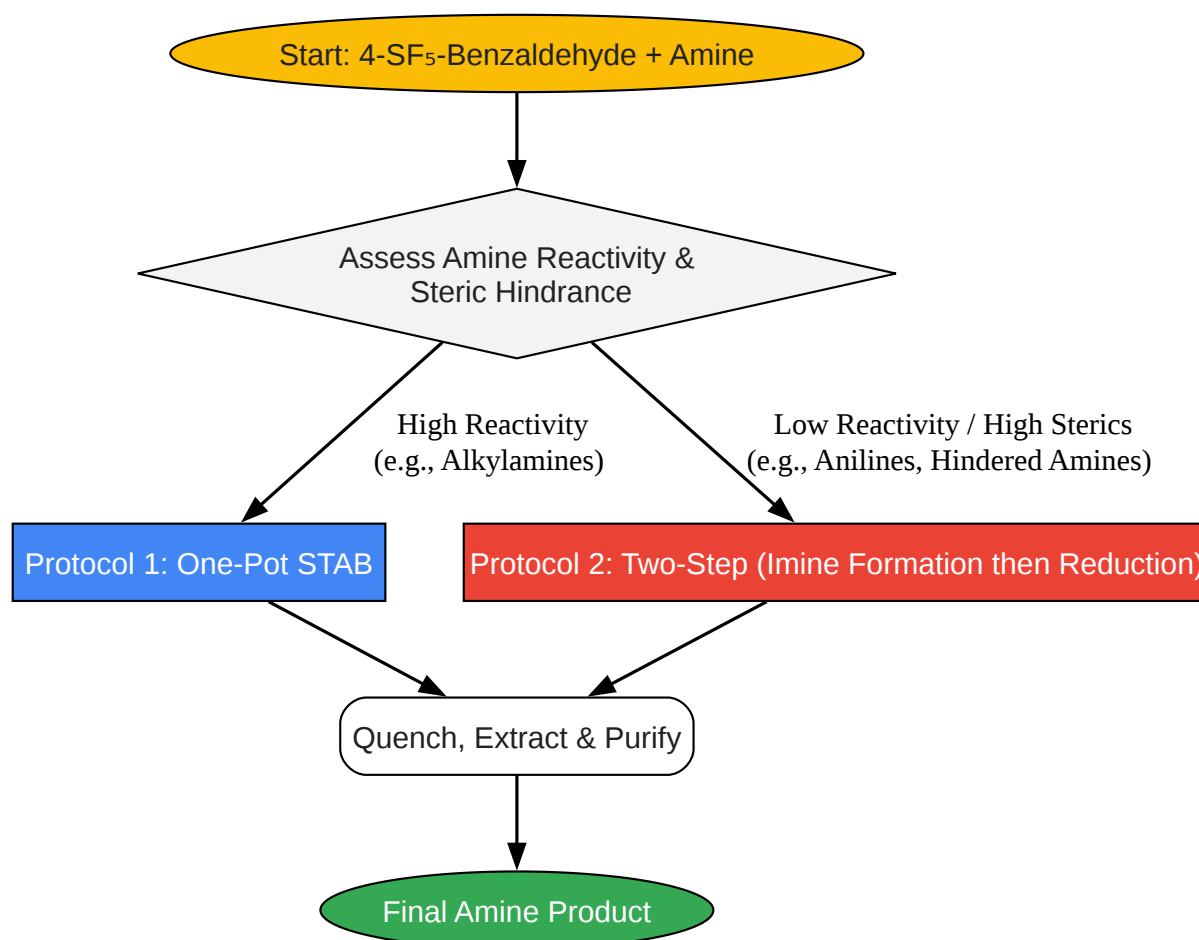 Start: 4-SF₅-Benzaldehyde + Amine
Assess Amine Reactivity &
Steric Hindrance
High Reactivity
(e.g., Alkylamines)
Low Reactivity / High Sterics
(e.g., Anilines, Hindered Amines)
Protocol 1: One-Pot STAB
Protocol 2: Two-Step (Imine Formation then Reduction)
Quench, Extract & Purify
Final Amine Product